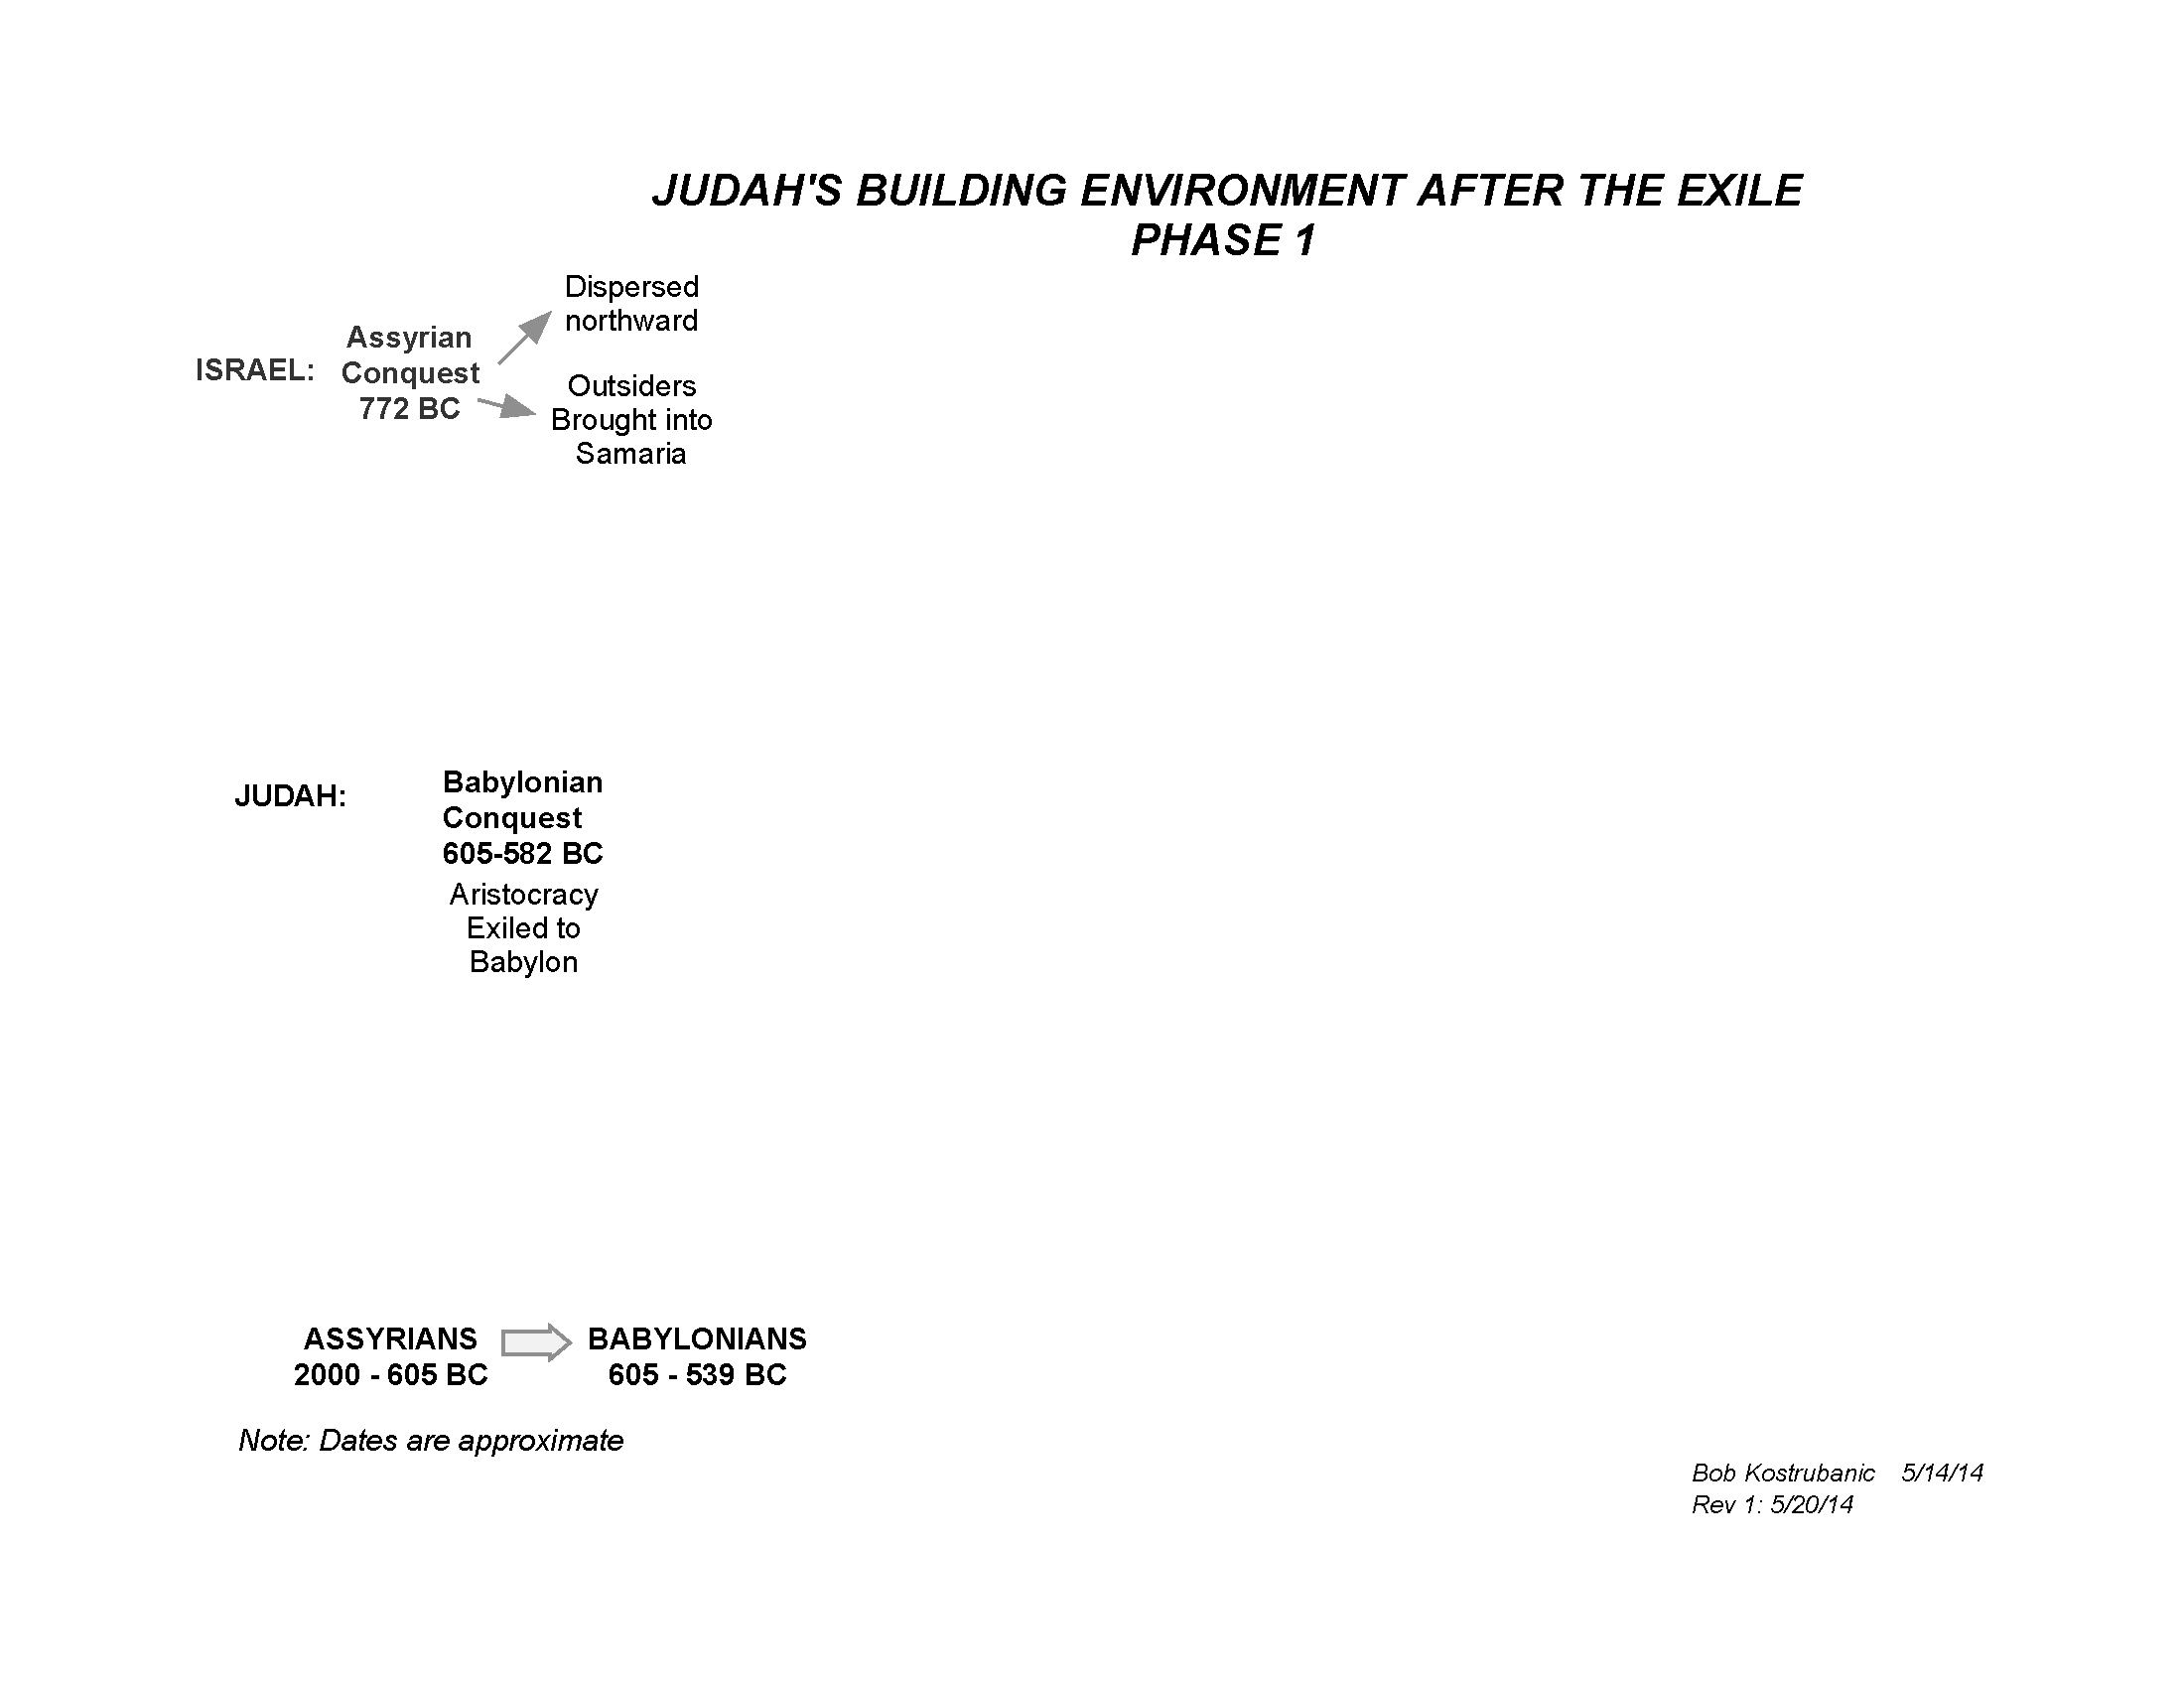 JUDAH'S BUILDING ENVIRONMENT AFTER THE EXILE
PHASE 1
Dispersed
northward
ISRAEL:
Assyrian
Conquest
772 BC
Outsiders
Brought into
Samaria
JUDAH:
Babylonian
Conquest
605-582 BC
Aristocracy
Exiled to
Babylon
ASSYRIANS
2000 - 605 BC
BABYLONIANS
605 - 539 BC
Note: Dates are approximate
Bob Kostrubanic 5/14/14
Rev 1: 5/20/14